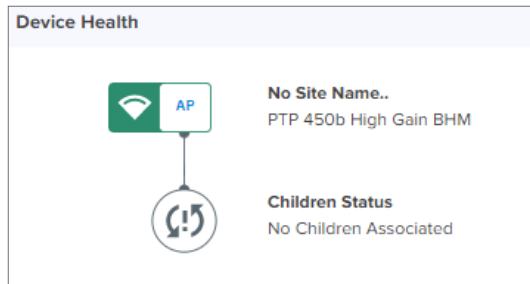 Device Health
AP
No Site Name..
PTP 450b High Gain BHM
Children Status
No Children Associated